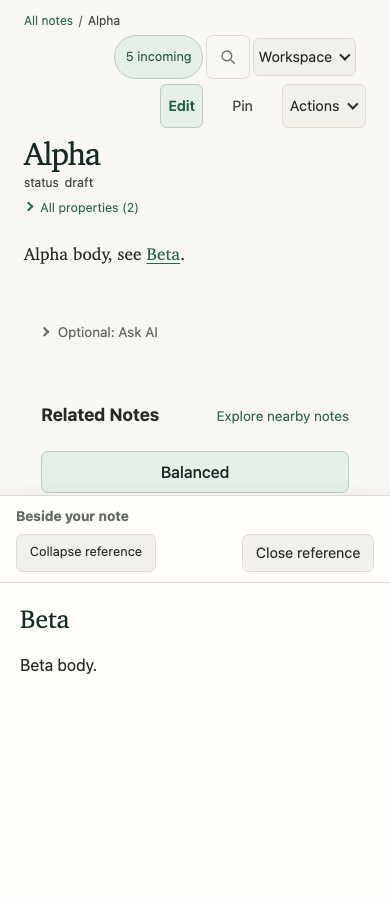 All notes / Alpha
5 incoming
Workspace
Edit
Pin
Actions
Alpha
status draft
All properties (2)
Alpha body, see Beta.
Optional: Ask AI
Related Notes
Explore nearby notes
Balanced
Beside your note
Collapse reference
Close reference
Beta
Beta body.